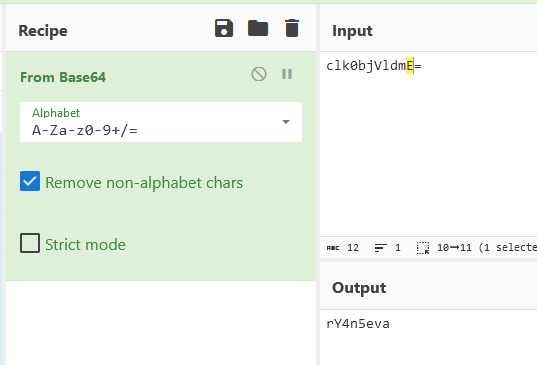 Recipe
From Base64
Alphabet
A-Za-z0-9+/=
Remove non-alphabet chars
Strict mode
Input
clk0bjVldmE=
ABC 12 1 10→11 (1 selecte
Output
rY4n5eva